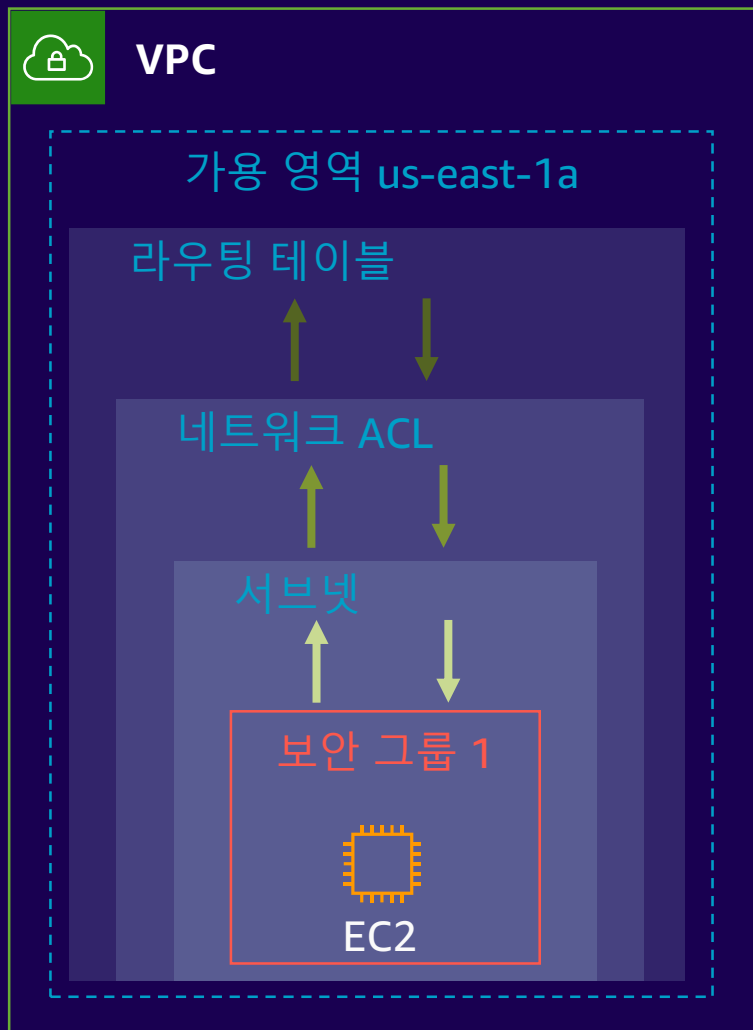 VPC
가용 영역 us-east-1a
라우팅 테이블
네트워크 ACL
서브넷
보안 그룹 1
EC2